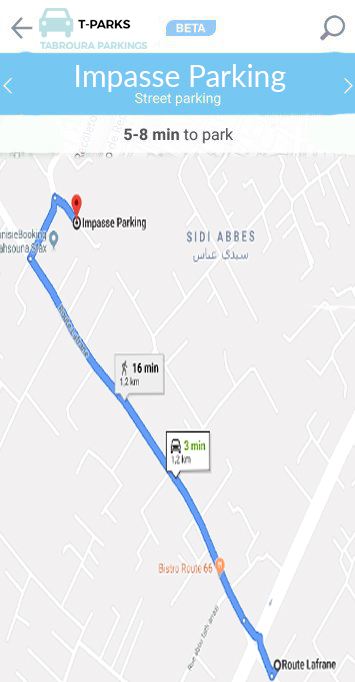 T-PARKS
BETA
TABROURA PARKINGS
Impasse Parking
Street parking
5-8 min to park
Impasse Parking
SIDI ABBES
سيدي عباس
16 min
1,2 km
3 min
1,2 km
Bistro Route 66
Route Lafrane